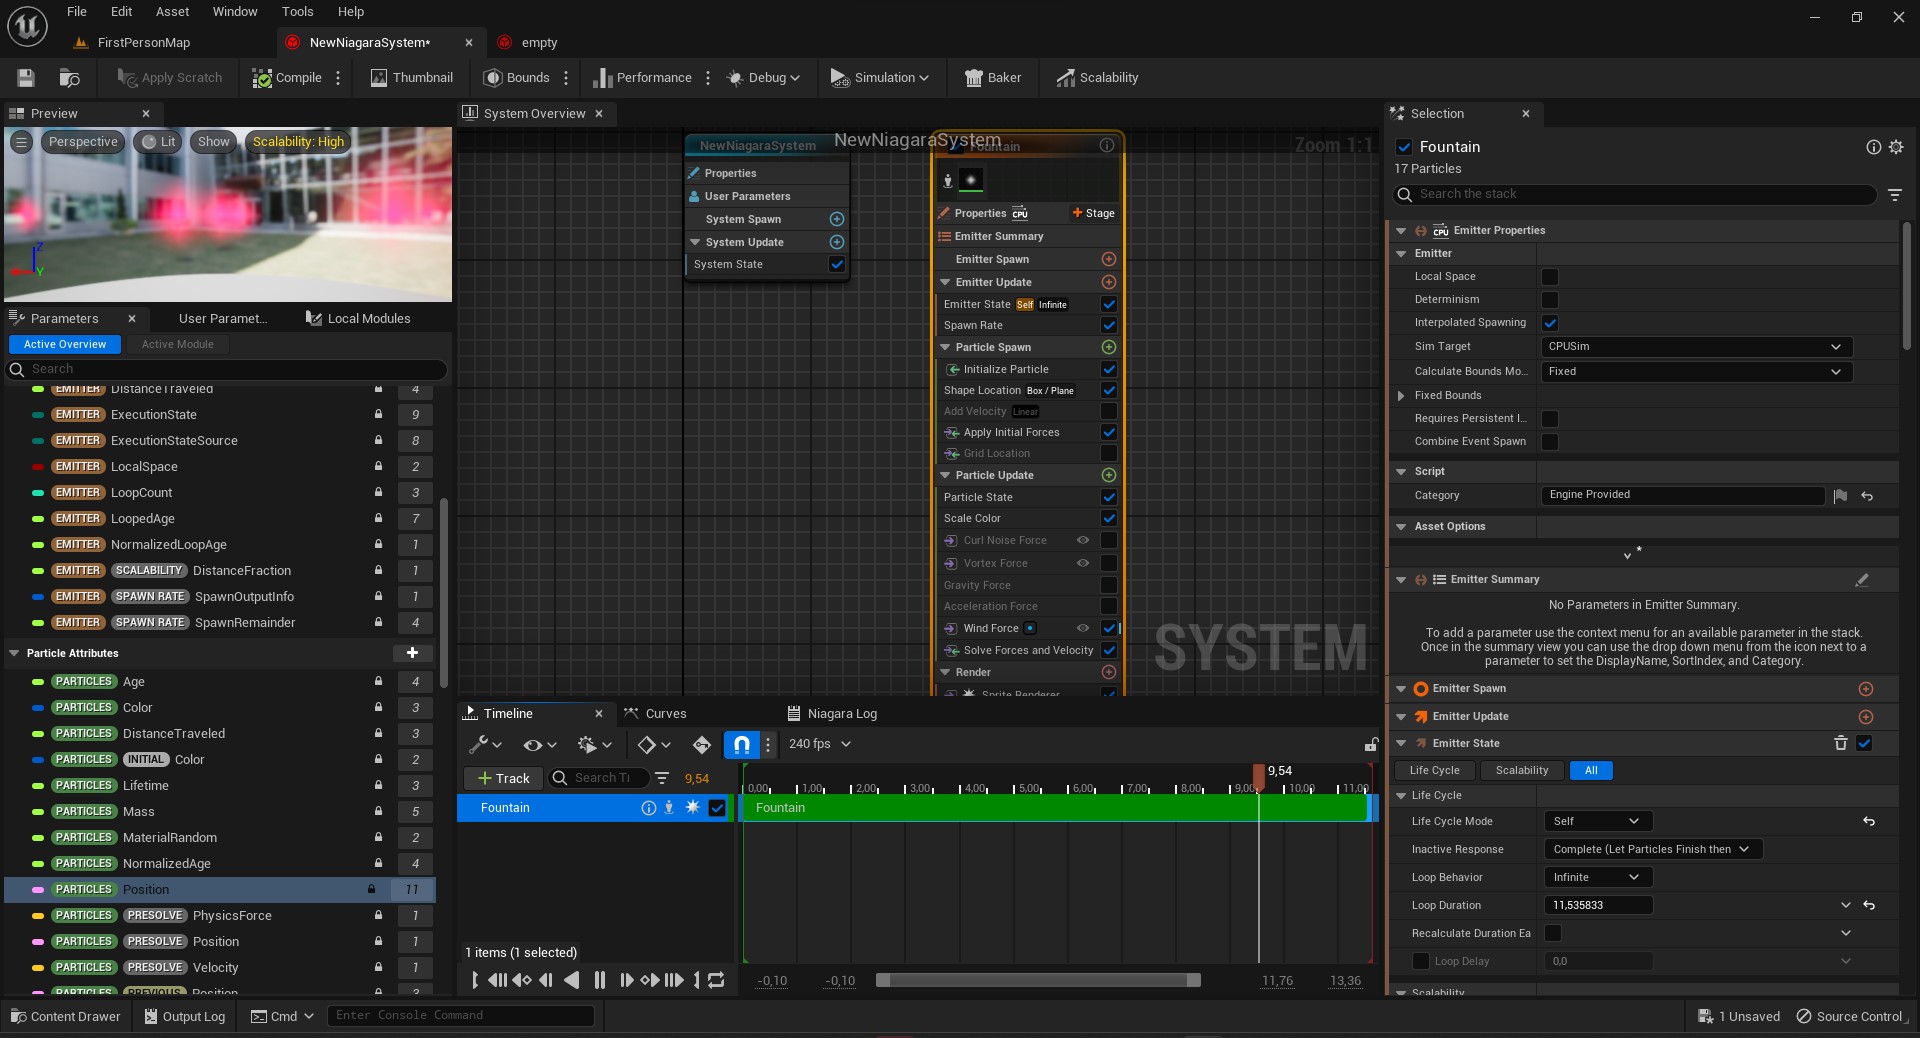 File Edit Asset Window Tools Help
FirstPersonMap
NewNiagaraSystem*
empty
Apply Scratch
Compile
Thumbnail
Bounds
Performance
Debug
Simulation
Baker
Scalability
Preview
Perspective
Lit
Show
Scalability: High
Z
Y
Parameters
User Paramet...
Local Modules
Active Overview
Active Module
Search
EMITTER DistanceTraveled 4
EMITTER ExecutionState 9
EMITTER ExecutionStateSource 8
EMITTER LocalSpace 2
EMITTER LoopCount 3
EMITTER LoopedAge 7
EMITTER NormalizedLoopAge 1
EMITTER SCALABILITY DistanceFraction 1
EMITTER SPAWN RATE SpawnOutputInfo 1
EMITTER SPAWN RATE SpawnRemainder 4
Particle Attributes
PARTICLES Age 4
PARTICLES Color 3
PARTICLES DistanceTraveled 3
PARTICLES INITIAL Color 2
PARTICLES Lifetime 3
PARTICLES Mass 5
PARTICLES MaterialRandom 2
PARTICLES NormalizedAge 4
PARTICLES Position 11
PARTICLES PRESOLVE PhysicsForce 1
PARTICLES PRESOLVE Position 1
PARTICLES PRESOLVE Velocity 1
PARTICLES PREVIOUS Position 2
System Overview
NewNiagaraSystem
Zoom 1:1
NewNiagaraSystem
Properties
User Parameters
System Spawn
System Update
System State
Fountain
Properties CPU Stage
Emitter Summary
Emitter Spawn
Emitter Update
Emitter State Self Infinite
Spawn Rate
Particle Spawn
Initialize Particle
Shape Location Box / Plane
Add Velocity Linear
Apply Initial Forces
Grid Location
Particle Update
Particle State
Scale Color
Curl Noise Force
Vortex Force
Gravity Force
Acceleration Force
Wind Force
Solve Forces and Velocity
Render
Sprite Renderer
SYSTEM
Timeline
Curves
Niagara Log
240 fps
Track
Search Tr
9,54
9,54
0,00 1,00 2,00 3,00 4,00 5,00 6,00 7,00 8,00 9,00 10,00 11,00
Fountain
Fountain
1 items (1 selected)
-0,10 -0,10 11,76 13,36
Selection
Fountain
17 Particles
Search the stack
CPU Emitter Properties
Emitter
Local Space
Determinism
Interpolated Spawning
Sim Target CPUSim
Calculate Bounds Mo... Fixed
Fixed Bounds
Requires Persistent I...
Combine Event Spawn
Script
Category Engine Provided
Asset Options
Emitter Summary
No Parameters in Emitter Summary.
To add a parameter use the context menu for an available parameter in the stack.
Once in the summary view you can use the drop down menu from the icon next to a
parameter to set the DisplayName, SortIndex, and Category.
Emitter Spawn
Emitter Update
Emitter State
Life Cycle Scalability All
Life Cycle
Life Cycle Mode Self
Inactive Response Complete (Let Particles Finish then
Loop Behavior Infinite
Loop Duration 11,535833
Recalculate Duration Ea
Loop Delay 0,0
Scalability
Content Drawer
Output Log
Cmd
Enter Console Command
1 Unsaved
Source Control